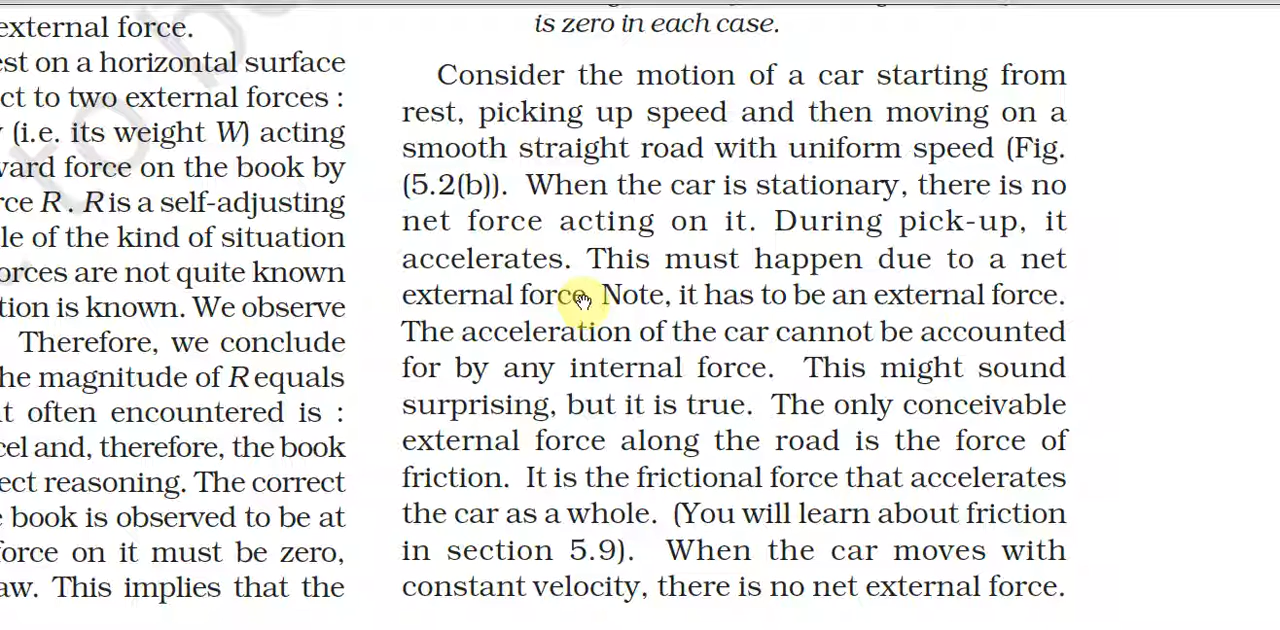 external force.
est on a horizontal surface
ct to two external forces :
(i.e. its weight W) acting
ward force on the book by
rce R. R is a self-adjusting
le of the kind of situation
orces are not quite known
tion is known. We observe
Therefore, we conclude
he magnitude of R equals
t often encountered is :
cel and, therefore, the book
ect reasoning. The correct
book is observed to be at
force on it must be zero,
aw. This implies that the
is zero in each case.
Consider the motion of a car starting from
rest, picking up speed and then moving on a
smooth straight road with uniform speed (Fig.
(5.2(b)). When the car is stationary, there is no
net force acting on it. During pick-up, it
accelerates. This must happen due to a net
external force. Note, it has to be an external force.
The acceleration of the car cannot be accounted
for by any internal force. This might sound
surprising, but it is true. The only conceivable
external force along the road is the force of
friction. It is the frictional force that accelerates
the car as a whole. (You will learn about friction
in section 5.9). When the car moves with
constant velocity, there is no net external force.